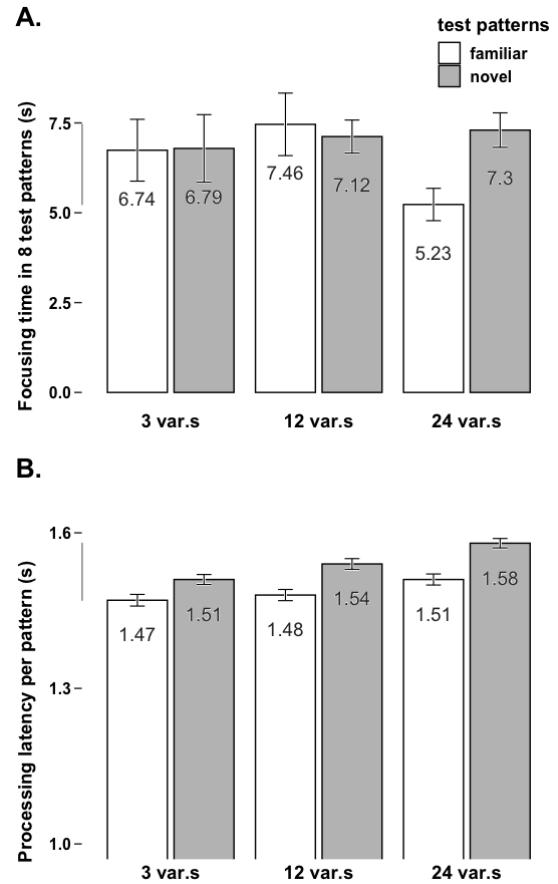 A.
test patterns
familiar
novel
Focusing time in 8 test patterns (s)
7.5
5.0
2.5
0.0
6.74
6.79
7.46
7.12
5.23
7.3
3 var.s
12 var.s
24 var.s
B.
Processing latency per pattern (s)
1.6
1.3
1.0
1.47
1.51
1.48
1.54
1.51
1.58
3 var.s
12 var.s
24 var.s